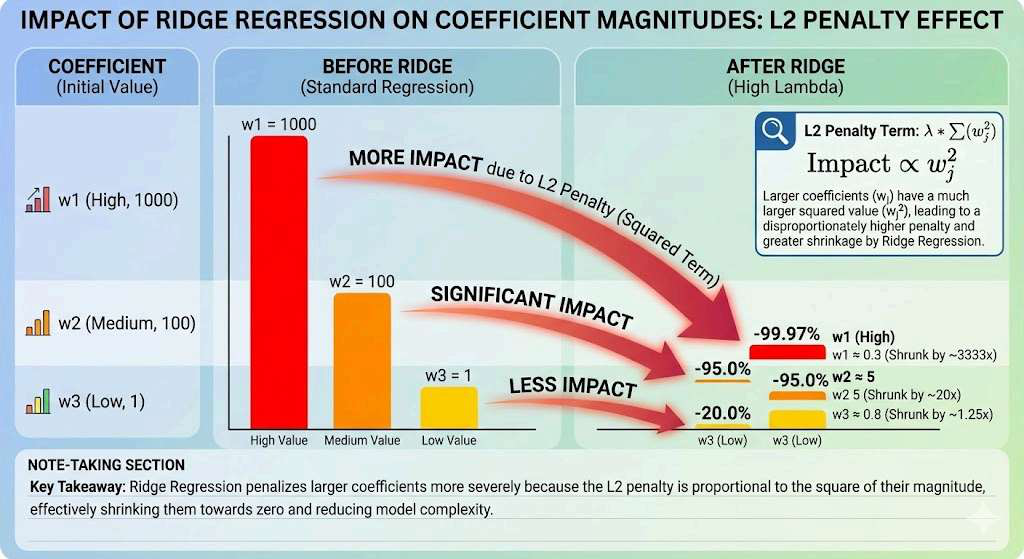 IMPACT OF RIDGE REGRESSION ON COEFFICIENT MAGNITUDES: L2 PENALTY EFFECT
COEFFICIENT
(Initial Value)
w1 (High, 1000)
w2 (Medium, 100)
w3 (Low, 1)
BEFORE RIDGE
(Standard Regression)
w1 = 1000
w2 = 100
w3 = 1
High Value
Medium Value
Low Value
MORE IMPACT due to L2 Penalty (Squared Term)
SIGNIFICANT IMPACT
LESS IMPACT
AFTER RIDGE
(High Lambda)
L2 Penalty Term: λ * ∑(w_j^2)
Impact ∝ w_j^2
Larger coefficients (w_j) have a much
larger squared value (w_j^2), leading to a
disproportionately higher penalty and
greater shrinkage by Ridge Regression.
-99.97%
w1 (High)
w1 ≈ 0.3 (Shrunk by ~3333x)
-95.0%
-95.0%
w2 ≈ 5
w2 5 (Shrunk by ~20x)
-20.0%
w3 ≈ 0.8 (Shrunk by ~1.25x)
w3 (Low)
w3 (Low)
NOTE-TAKING SECTION
Key Takeaway: Ridge Regression penalizes larger coefficients more severely because the L2 penalty is proportional to the square of their magnitude,
effectively shrinking them towards zero and reducing model complexity.